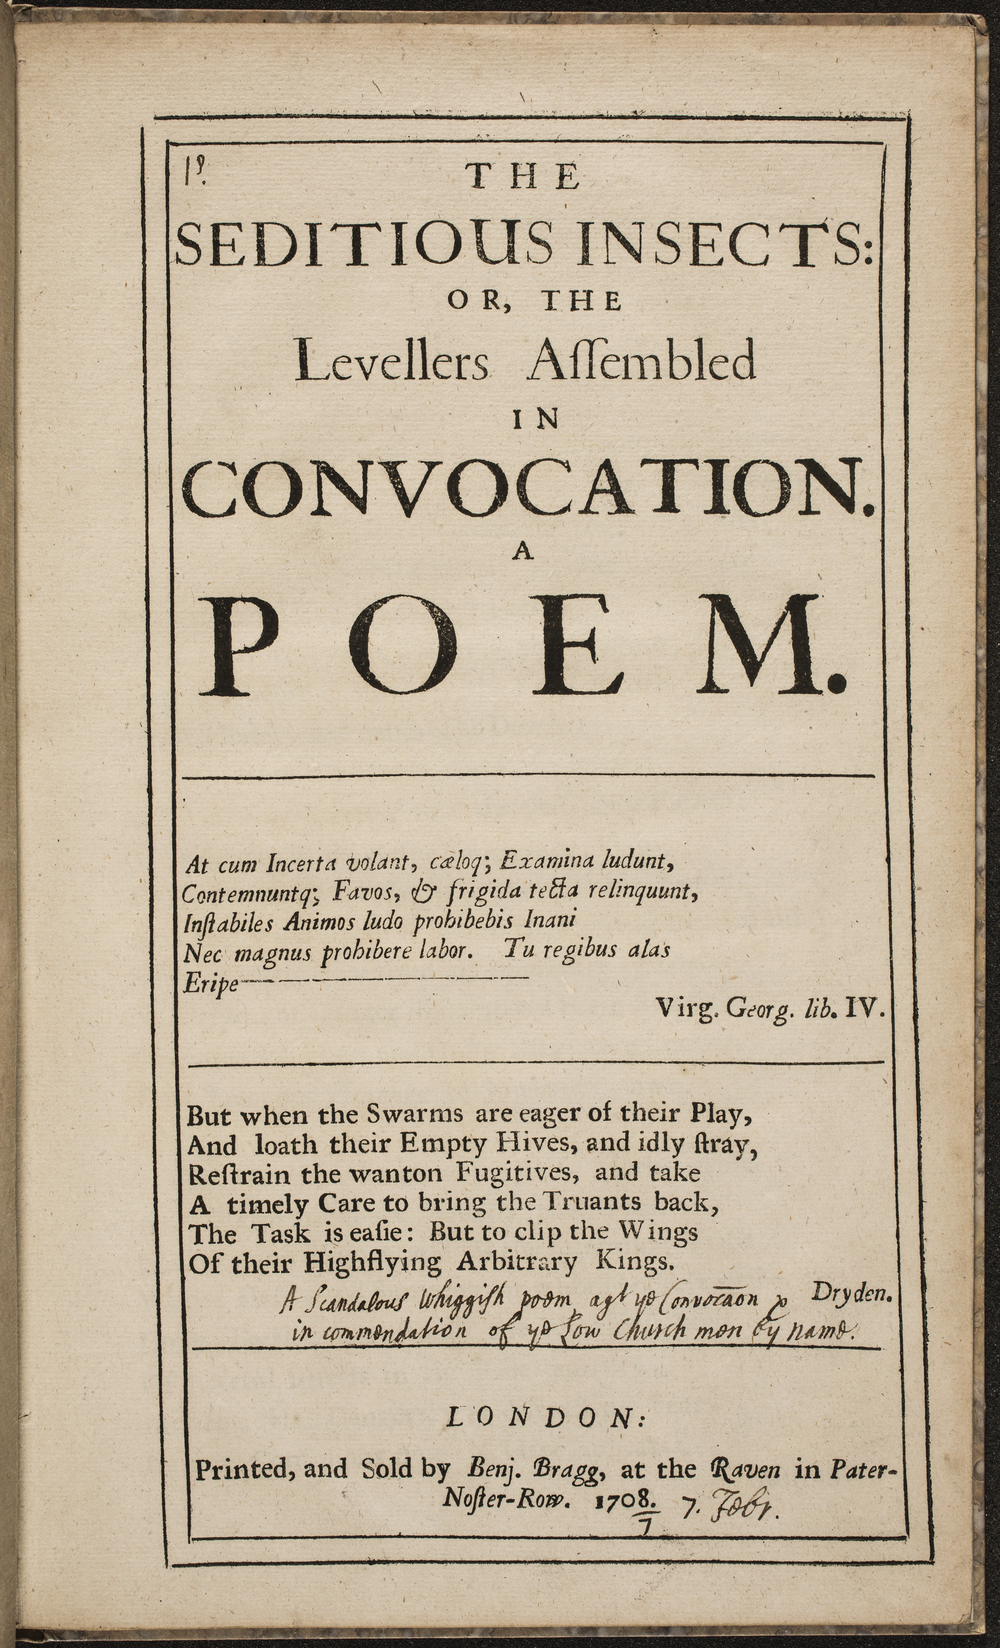 1ᵈ.
THE
SEDITIOUS INSECTS:
OR, THE
Levellers Aſſembled
IN
CONVOCATION.
A
POEM.
At cum Incerta volant, cæloq; Examina ludunt,
Contemnuntq; Favos, & frigida tecta relinquunt,
Inſtabiles Animos ludo prohibebis Inani
Nec magnus prohibere labor. Tu regibus alas
Eripe——
Virg. Georg. lib. IV.
But when the Swarms are eager of their Play,
And loath their Empty Hives, and idly ſtray,
Reſtrain the wanton Fugitives, and take
A timely Care to bring the Truants back,
The Task is eaſie: But to clip the Wings
Of their Highflying Arbitrary Kings.
Dryden.
A Scandalous Whiggish poem agt ye Convocãon &
in commendation of ye Low Church men by name.
LONDON:
Printed, and Sold by Benj. Bragg, at the Raven in Pater-
Noſter-Row. 1708. 7. Febr.
7